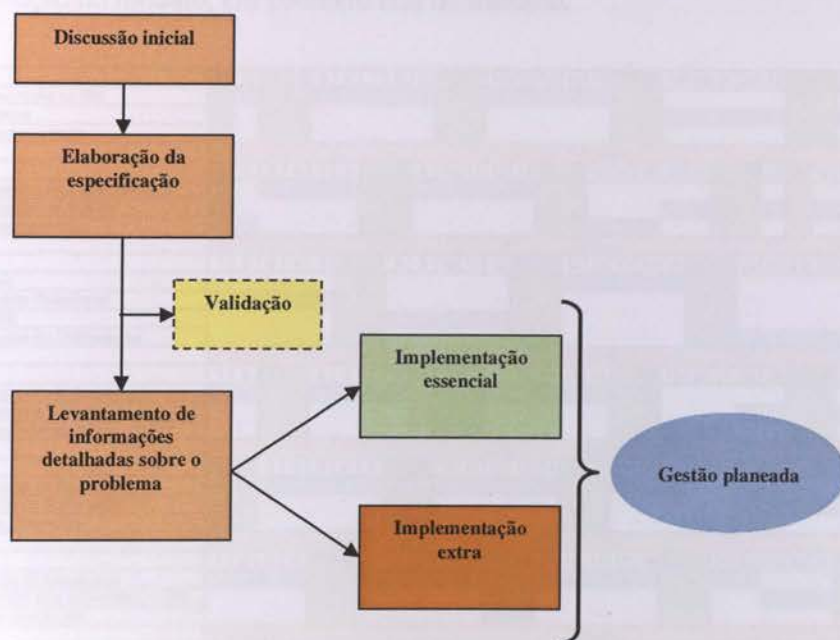 Discussão inicial
Elaboração da
especificação
Validação
Levantamento de
informações
detalhadas sobre o
problema
Implementação
essencial
Implementação
extra
Gestão planeada